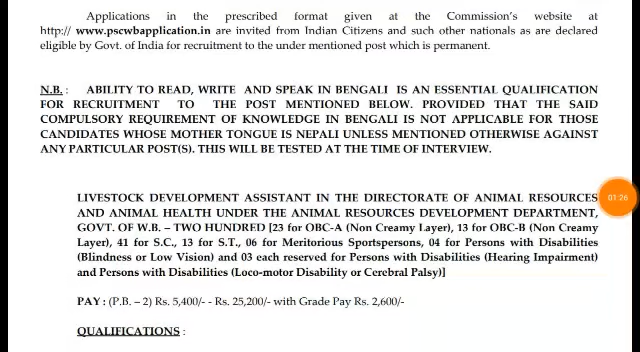 Applications in the prescribed format given at the Commission's website at
http:// www.pscwbapplication.in are invited from Indian Citizens and such other nationals as are declared
eligible by Govt. of India for recruitment to the under mentioned post which is permanent.
N.B. : ABILITY TO READ, WRITE AND SPEAK IN BENGALI IS AN ESSENTIAL QUALIFICATION
FOR RECRUITMENT TO THE POST MENTIONED BELOW. PROVIDED THAT THE SAID
COMPULSORY REQUIREMENT OF KNOWLEDGE IN BENGALI IS NOT APPLICABLE FOR THOSE
CANDIDATES WHOSE MOTHER TONGUE IS NEPALI UNLESS MENTIONED OTHERWISE AGAINST
ANY PARTICULAR POST(S). THIS WILL BE TESTED AT THE TIME OF INTERVIEW.
LIVESTOCK DEVELOPMENT ASSISTANT IN THE DIRECTORATE OF ANIMAL RESOURCES
01:26
AND ANIMAL HEALTH UNDER THE ANIMAL RESOURCES DEVELOPMENT DEPARTMENT,
GOVT. OF W.B. – TWO HUNDRED [23 for OBC-A (Non Creamy Layer), 13 for OBC-B (Non Creamy
Layer), 41 for S.C., 13 for S.T., 06 for Meritorious Sportspersons, 04 for Persons with Disabilities
(Blindness or Low Vision) and 03 each reserved for Persons with Disabilities (Hearing Impairment)
and Persons with Disabilities (Loco-motor Disability or Cerebral Palsy)]
PAY : (P.B. – 2) Rs. 5,400/- - Rs. 25,200/- with Grade Pay Rs. 2,600/-
QUALIFICATIONS :